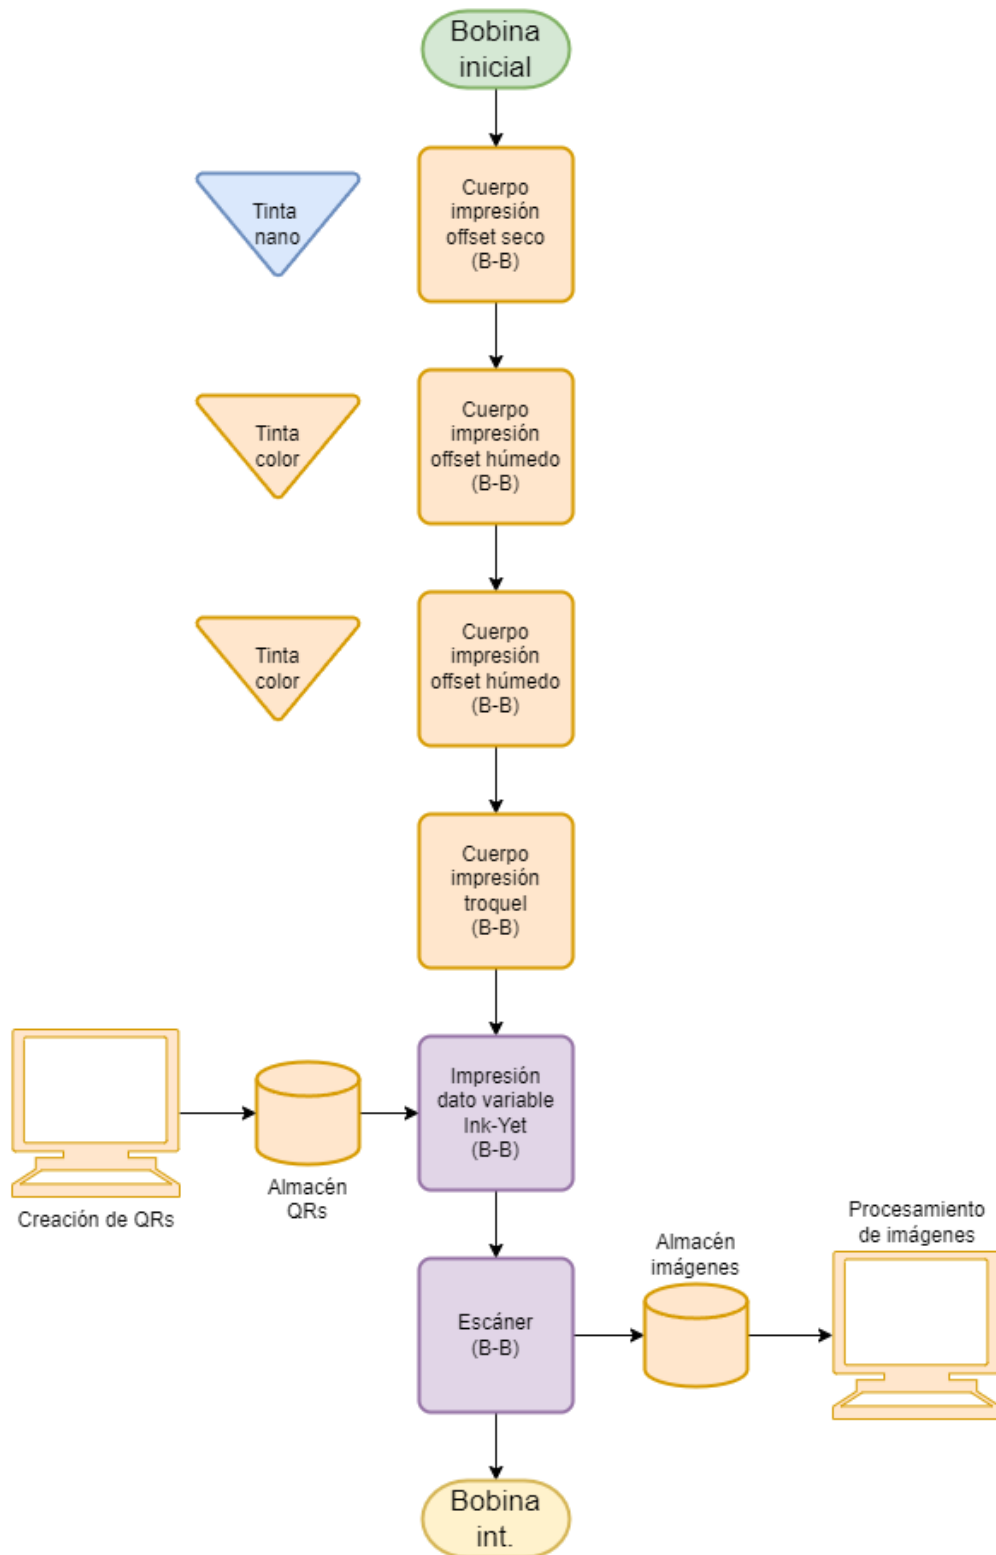 Bobina
inicial
Tinta
nano
Cuerpo
impresión
offset seco
(B-B)
Tinta
color
Cuerpo
impresión
offset húmedo
(B-B)
Tinta
color
Cuerpo
impresión
offset húmedo
(B-B)
Cuerpo
impresión
troquel
(B-B)
Creación de QRs
Almacén
QRs
Impresión
dato variable
Ink-Yet
(B-B)
Escáner
(B-B)
Almacén
imágenes
Procesamiento
de imágenes
Bobina
int.